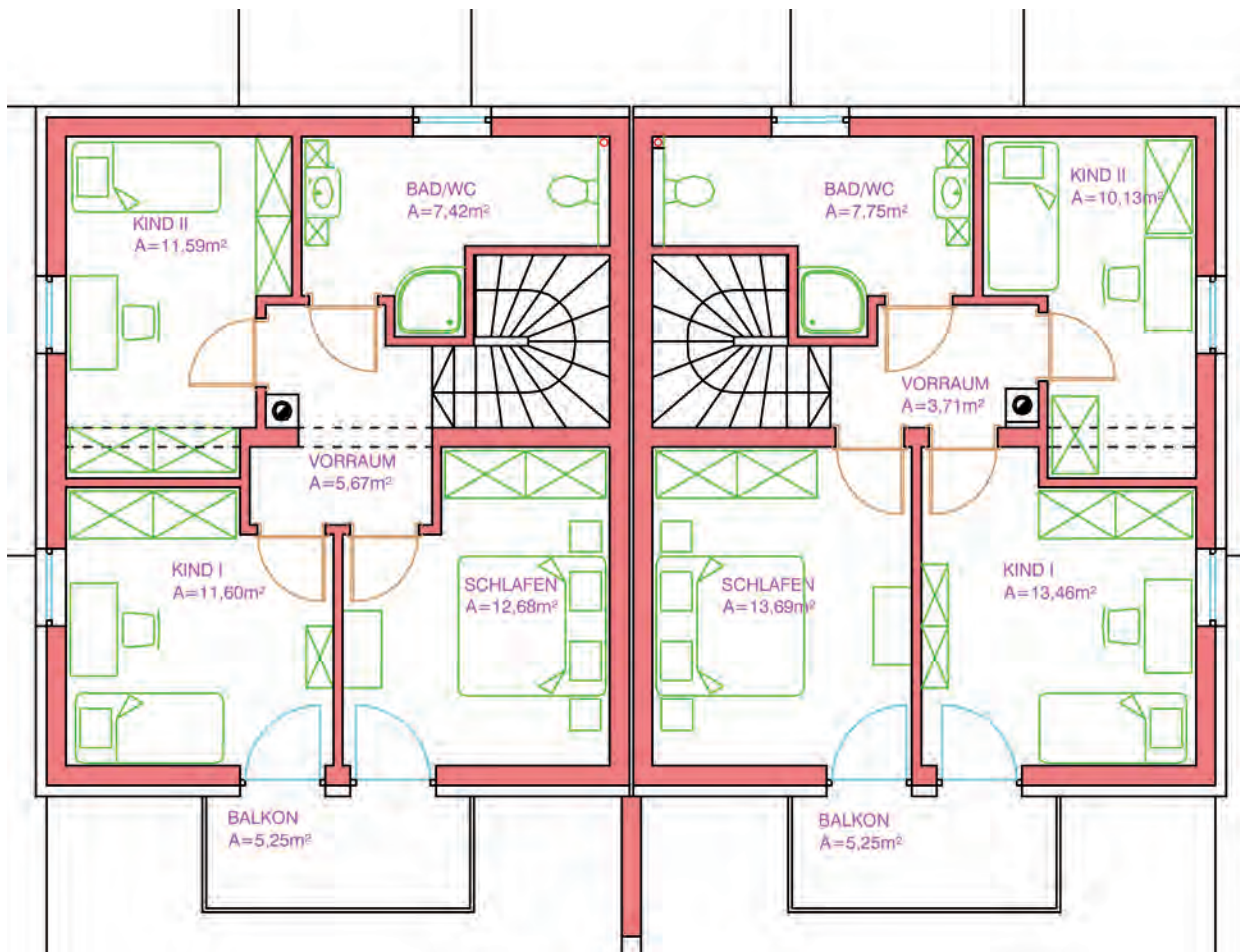 KIND II
A=11,59m²
BAD/WC
A=7,42m²
BAD/WC
A=7,75m²
KIND II
A=10,13m²
VORRAUM
A=5,67m²
VORRAUM
A=3,71m²
KIND I
A=11,60m²
SCHLAFEN
A=12,68m²
SCHLAFEN
A=13,69m²
KIND I
A=13,46m²
BALKON
A=5,25m²
BALKON
A=5,25m²